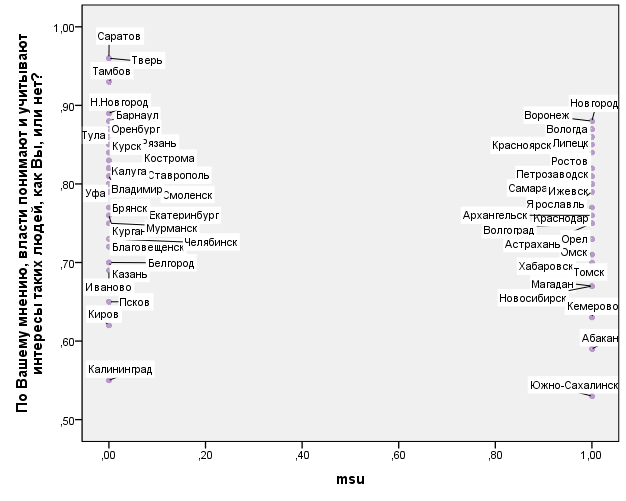 По Вашему мнению, власти понимают и учитывают
интересы таких людей, как Вы, или нет?
1,00
,90
,80
,70
,60
,50
Саратов
Тверь
Тамбов
Н.Новгород
Барнаул
Оренбург
Тула
Курск
Кострома
Калуга
Уфа
Владимир
Смоленск
Брянск
Екатеринбург
Мурманск
Курган
Челябинск
Благовещенск
Белгород
Казань
Иваново
Псков
Киров
Калининград
Новгород
Воронеж
Вологда
Красноярск
Липецк
Ростов
Петрозаводск
Самара
Ижевск
Ярославль
Архангельск
Краснодар
Волгоград
Орел
Астрахань
Хабаровск
Томск
Магадан
Новосибирск
Кемерово
Абакан
Южно-Сахалинск
,00
,20
,40
,60
,80
1,00
msu